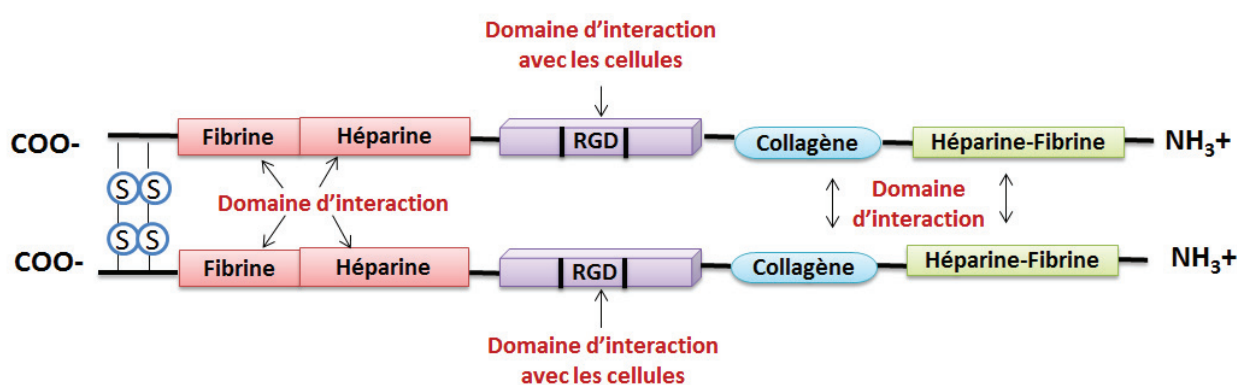 Domaine d'interaction
avec les cellules
COO- Fibrine Héparine RGD Collagène Héparine-Fibrine NH₃+
S S
Domaine d'interaction
Domaine
d'interaction
S S
COO- Fibrine Héparine RGD Collagène Héparine-Fibrine NH₃+
Domaine d'interaction
avec les cellules